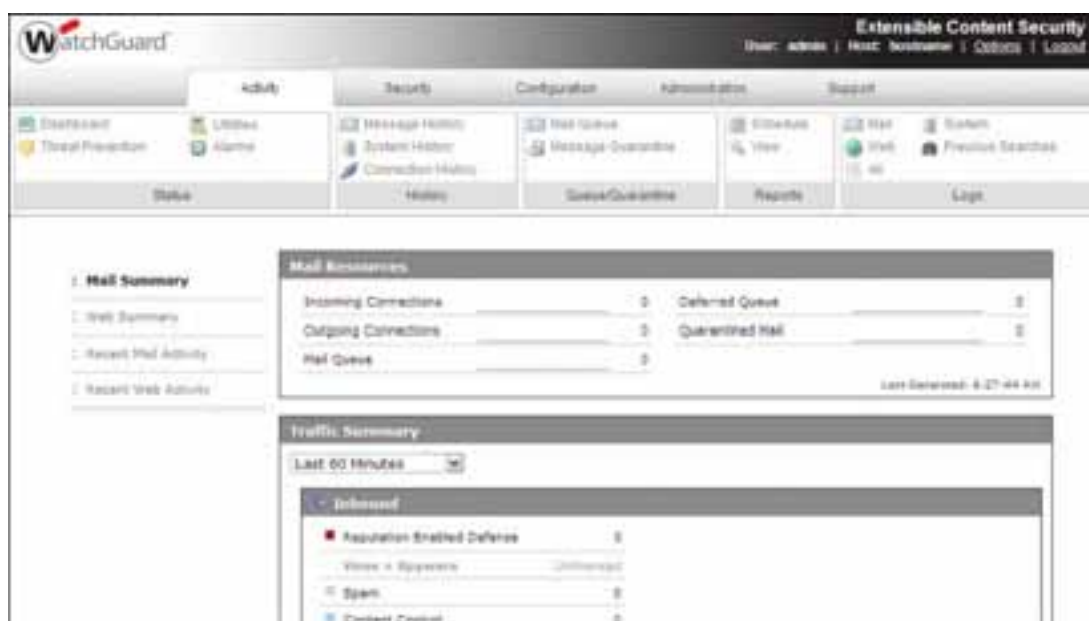 WatchGuard
Extensible Content Security
User: admin | Host: hostname | Options | Logout
Activity Security Configuration Administration Support
Dashboard Utilities Message History Mail Queue Schedule Mail System
Threat Prevention Alarms System History Message Quarantine View Web Previous Searches
Connection History All
Status History Queue/Quarantine Reports Logs
Mail Summary
Web Summary
Recent Mail Activity
Recent Web Activity
Mail Resources
Incoming Connections 0 Deferred Queue 0
Outgoing Connections 0 Quarantined Mail 0
Mail Queue 0
Last Generated: 4:27:44 AM
Traffic Summary
Last 60 Minutes
Inbound
Reputation Enabled Defense 0
Virus + Spyware Unlicensed
Spam 0
Content Control 0